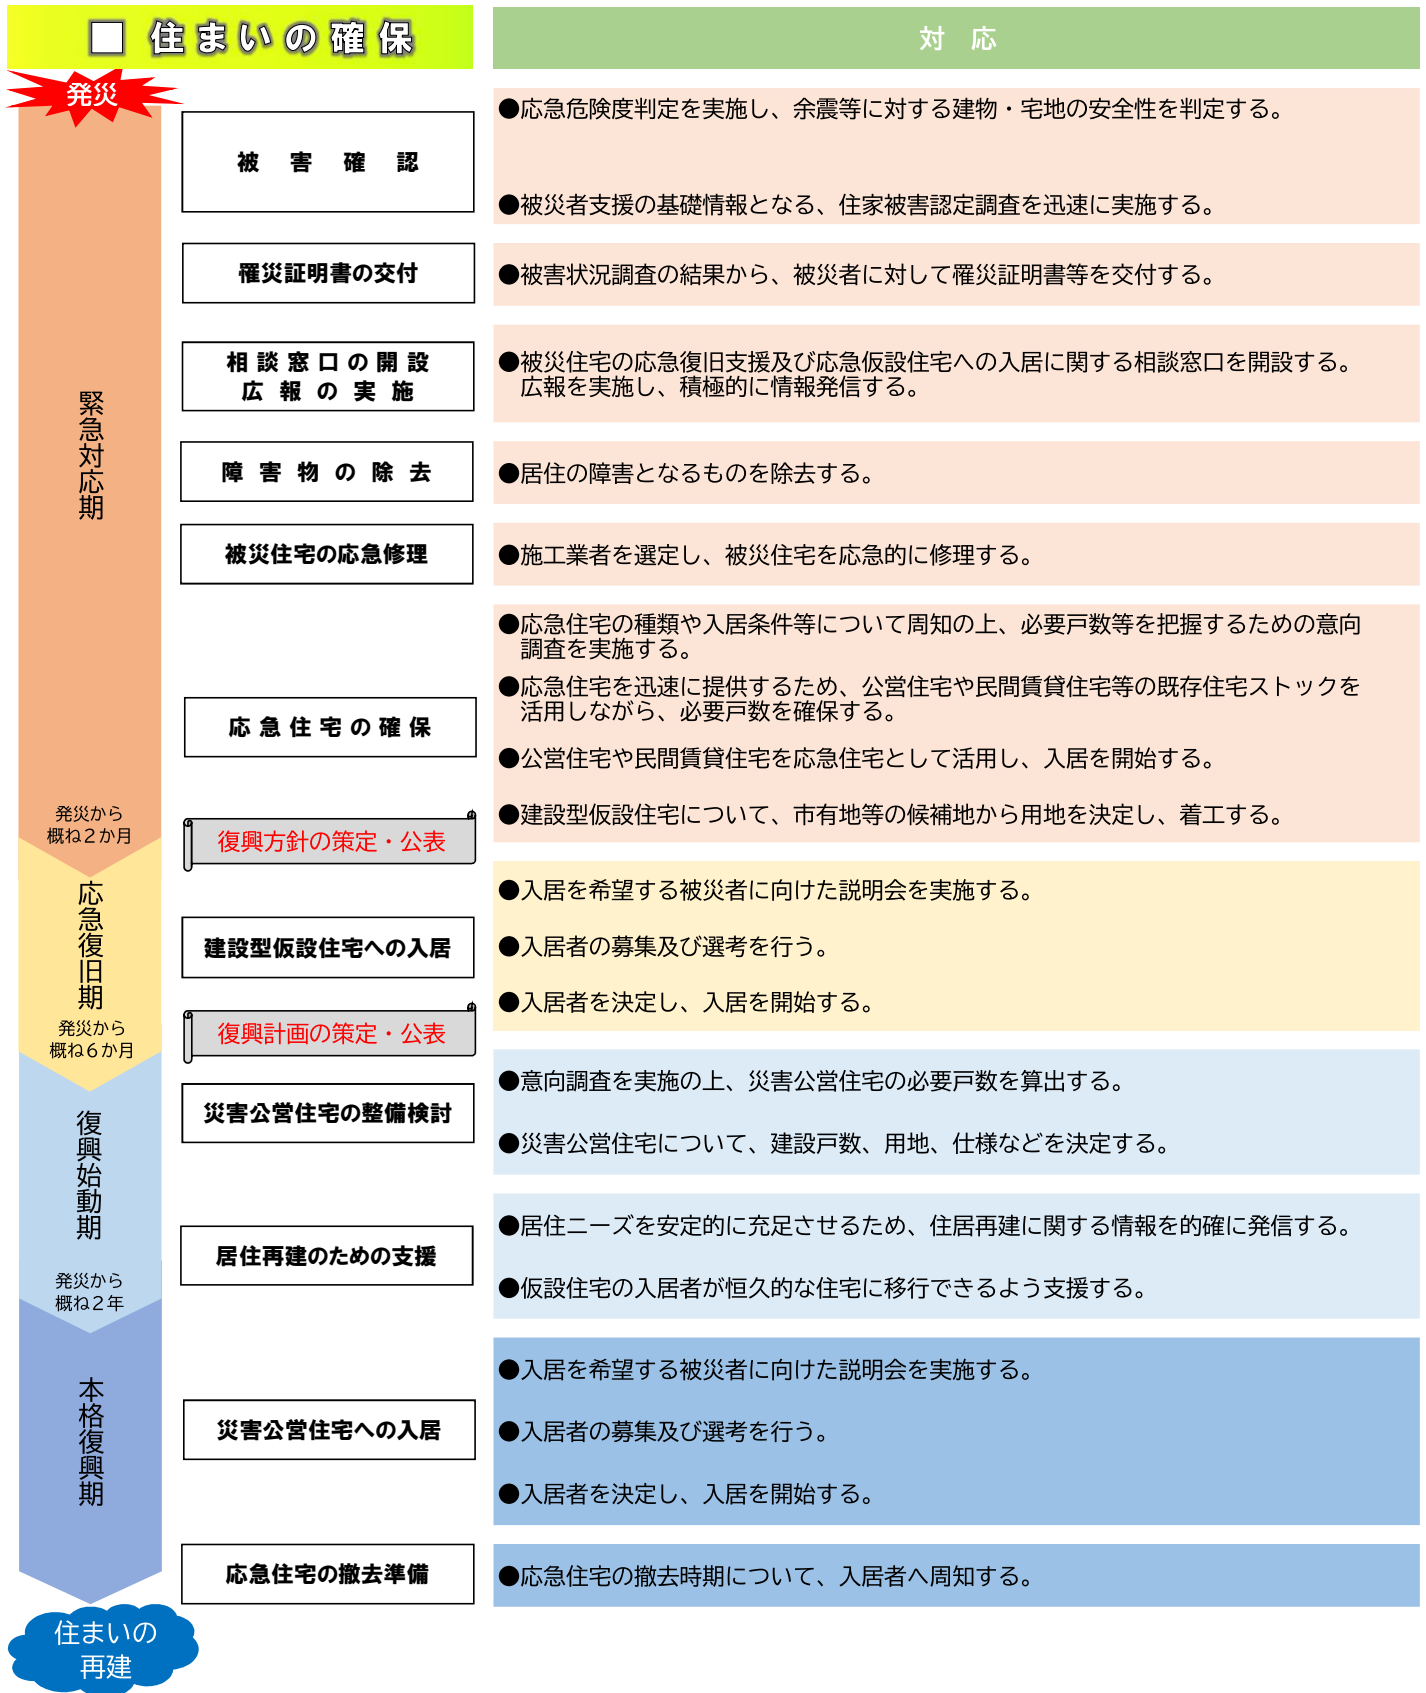 ■ 住まいの確保
対 応
発災
緊急対応期
被害確認
●応急危険度判定を実施し、余震等に対する建物・宅地の安全性を判定する。
●被災者支援の基礎情報となる、住家被害認定調査を迅速に実施する。
罹災証明書の交付
●被害状況調査の結果から、被災者に対して罹災証明書等を交付する。
相談窓口の開設
広報の実施
●被災住宅の応急復旧支援及び応急仮設住宅への入居に関する相談窓口を開設する。
広報を実施し、積極的に情報発信する。
障害物の除去
●居住の障害となるものを除去する。
被災住宅の応急修理
●施工業者を選定し、被災住宅を応急的に修理する。
応急住宅の確保
●応急住宅の種類や入居条件等について周知の上、必要戸数等を把握するための意向
調査を実施する。
●応急住宅を迅速に提供するため、公営住宅や民間賃貸住宅等の既存住宅ストックを
活用しながら、必要戸数を確保する。
●公営住宅や民間賃貸住宅を応急住宅として活用し、入居を開始する。
●建設型仮設住宅について、市有地等の候補地から用地を決定し、着工する。
発災から
概ね２か月
復興方針の策定・公表
応急復旧期
建設型仮設住宅への入居
●入居を希望する被災者に向けた説明会を実施する。
●入居者の募集及び選考を行う。
●入居者を決定し、入居を開始する。
発災から
概ね６か月
復興計画の策定・公表
復興始動期
災害公営住宅の整備検討
●意向調査を実施の上、災害公営住宅の必要戸数を算出する。
●災害公営住宅について、建設戸数、用地、仕様などを決定する。
居住再建のための支援
●居住ニーズを安定的に充足させるため、住居再建に関する情報を的確に発信する。
●仮設住宅の入居者が恒久的な住宅に移行できるよう支援する。
発災から
概ね２年
本格復興期
災害公営住宅への入居
●入居を希望する被災者に向けた説明会を実施する。
●入居者の募集及び選考を行う。
●入居者を決定し、入居を開始する。
応急住宅の撤去準備
●応急住宅の撤去時期について、入居者へ周知する。
住まいの
再建